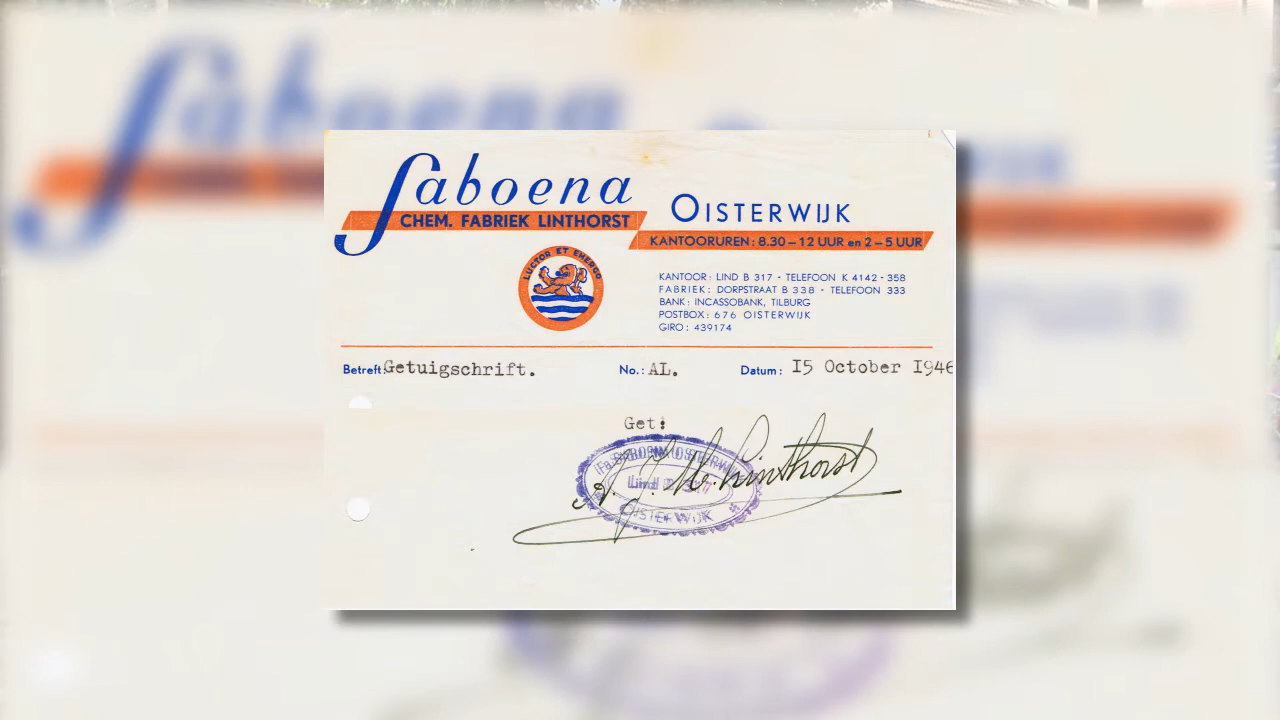 Saboena
CHEM. FABRIEK LINTHORST
OISTERWIJK
KANTOORUREN: 8.30 – 12 UUR en 2 – 5 UUR
LUCTOR ET EMERGO
KANTOOR: LIND B 317 - TELEFOON K 4142 - 358
FABRIEK: DORPSTRAAT B 338 - TELEFOON 333
BANK: INCASSOBANK, TILBURG
POSTBOX: 676 OISTERWIJK
GIRO: 439174
Betreft: Getuigschrift. No.: AL. Datum: I5 October I946
Get:
Linthorst
Lind
OISTERWIJK